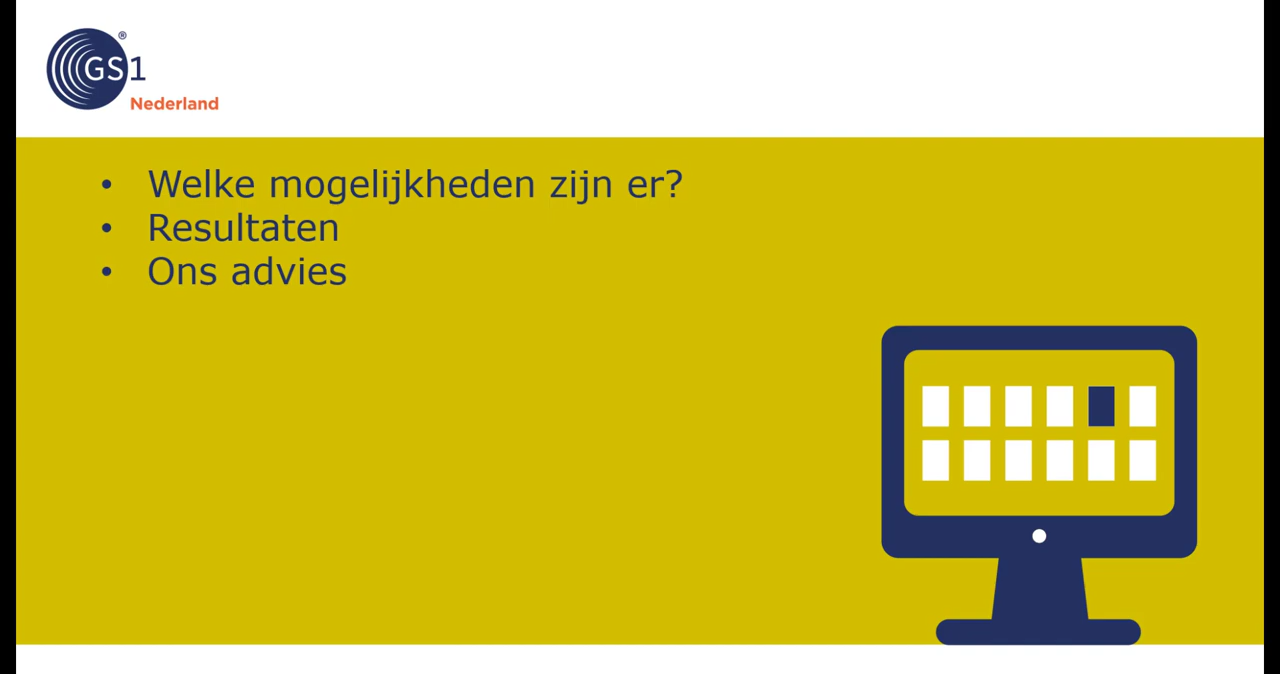 GS1
®
Nederland
• Welke mogelijkheden zijn er?
• Resultaten
• Ons advies